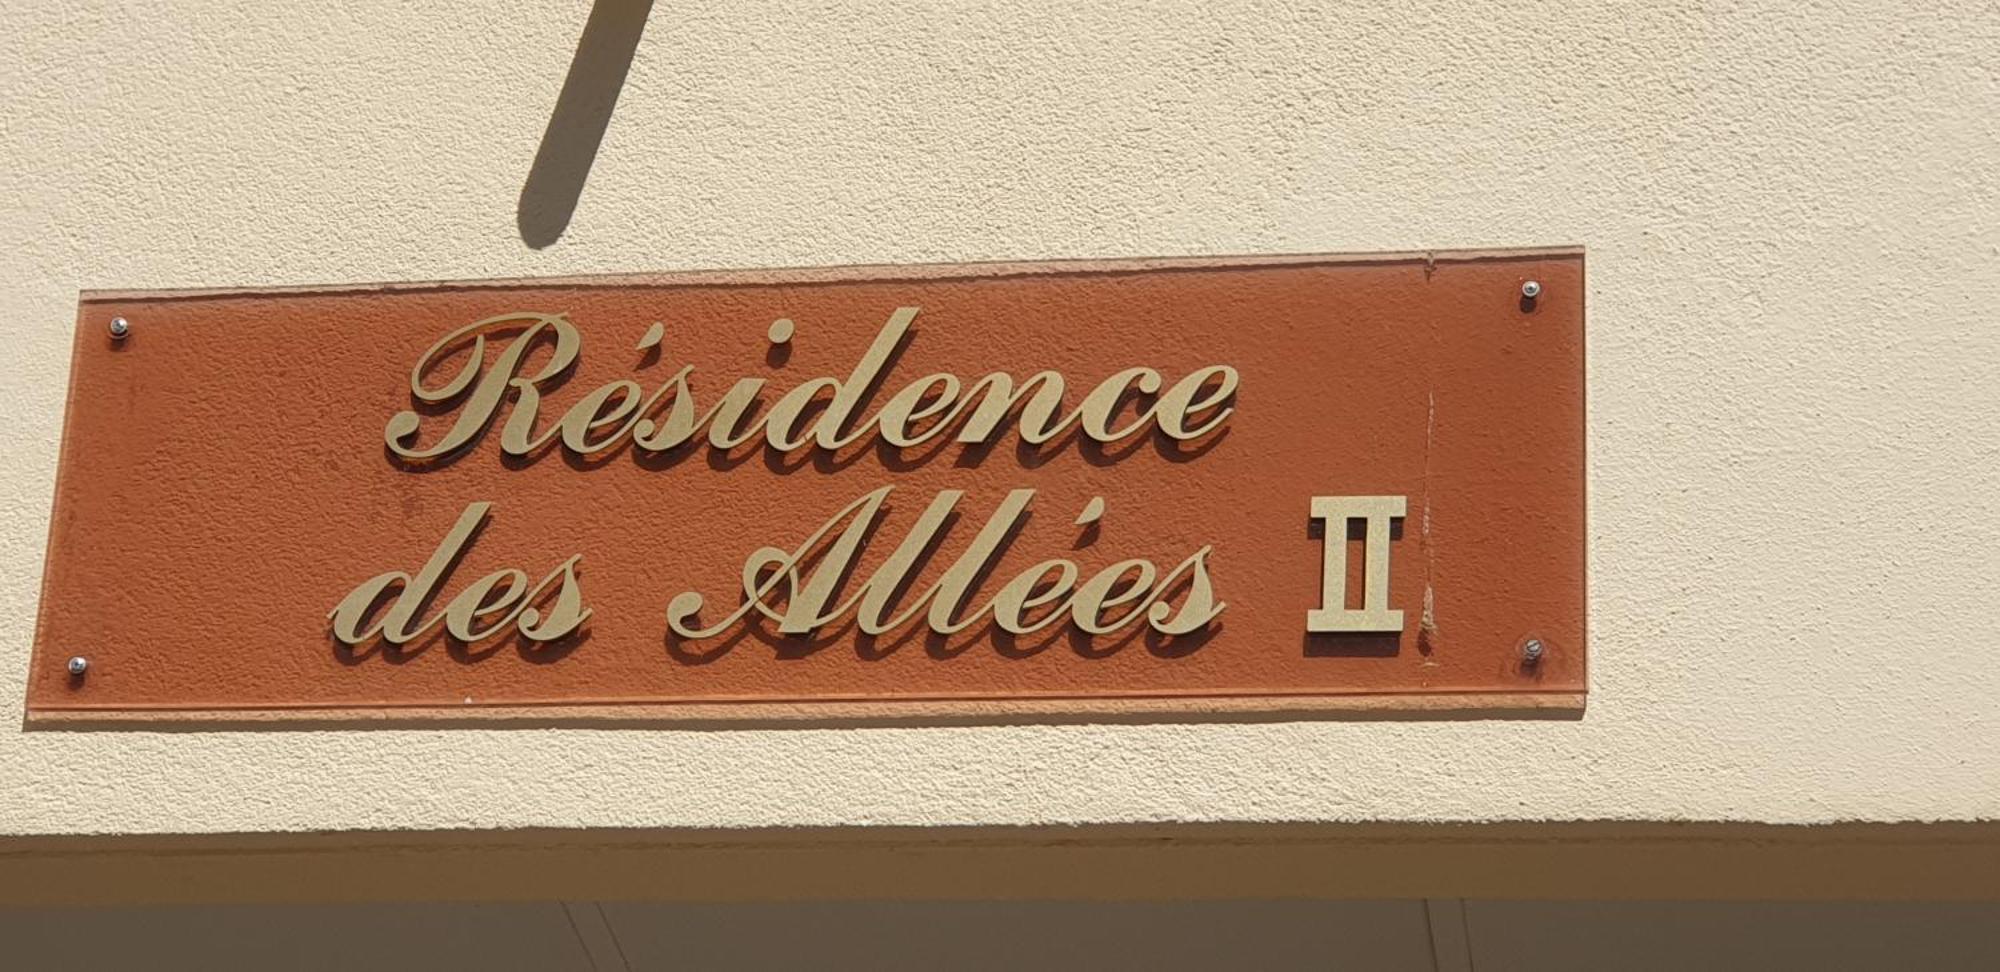 Résidence
des Allées II